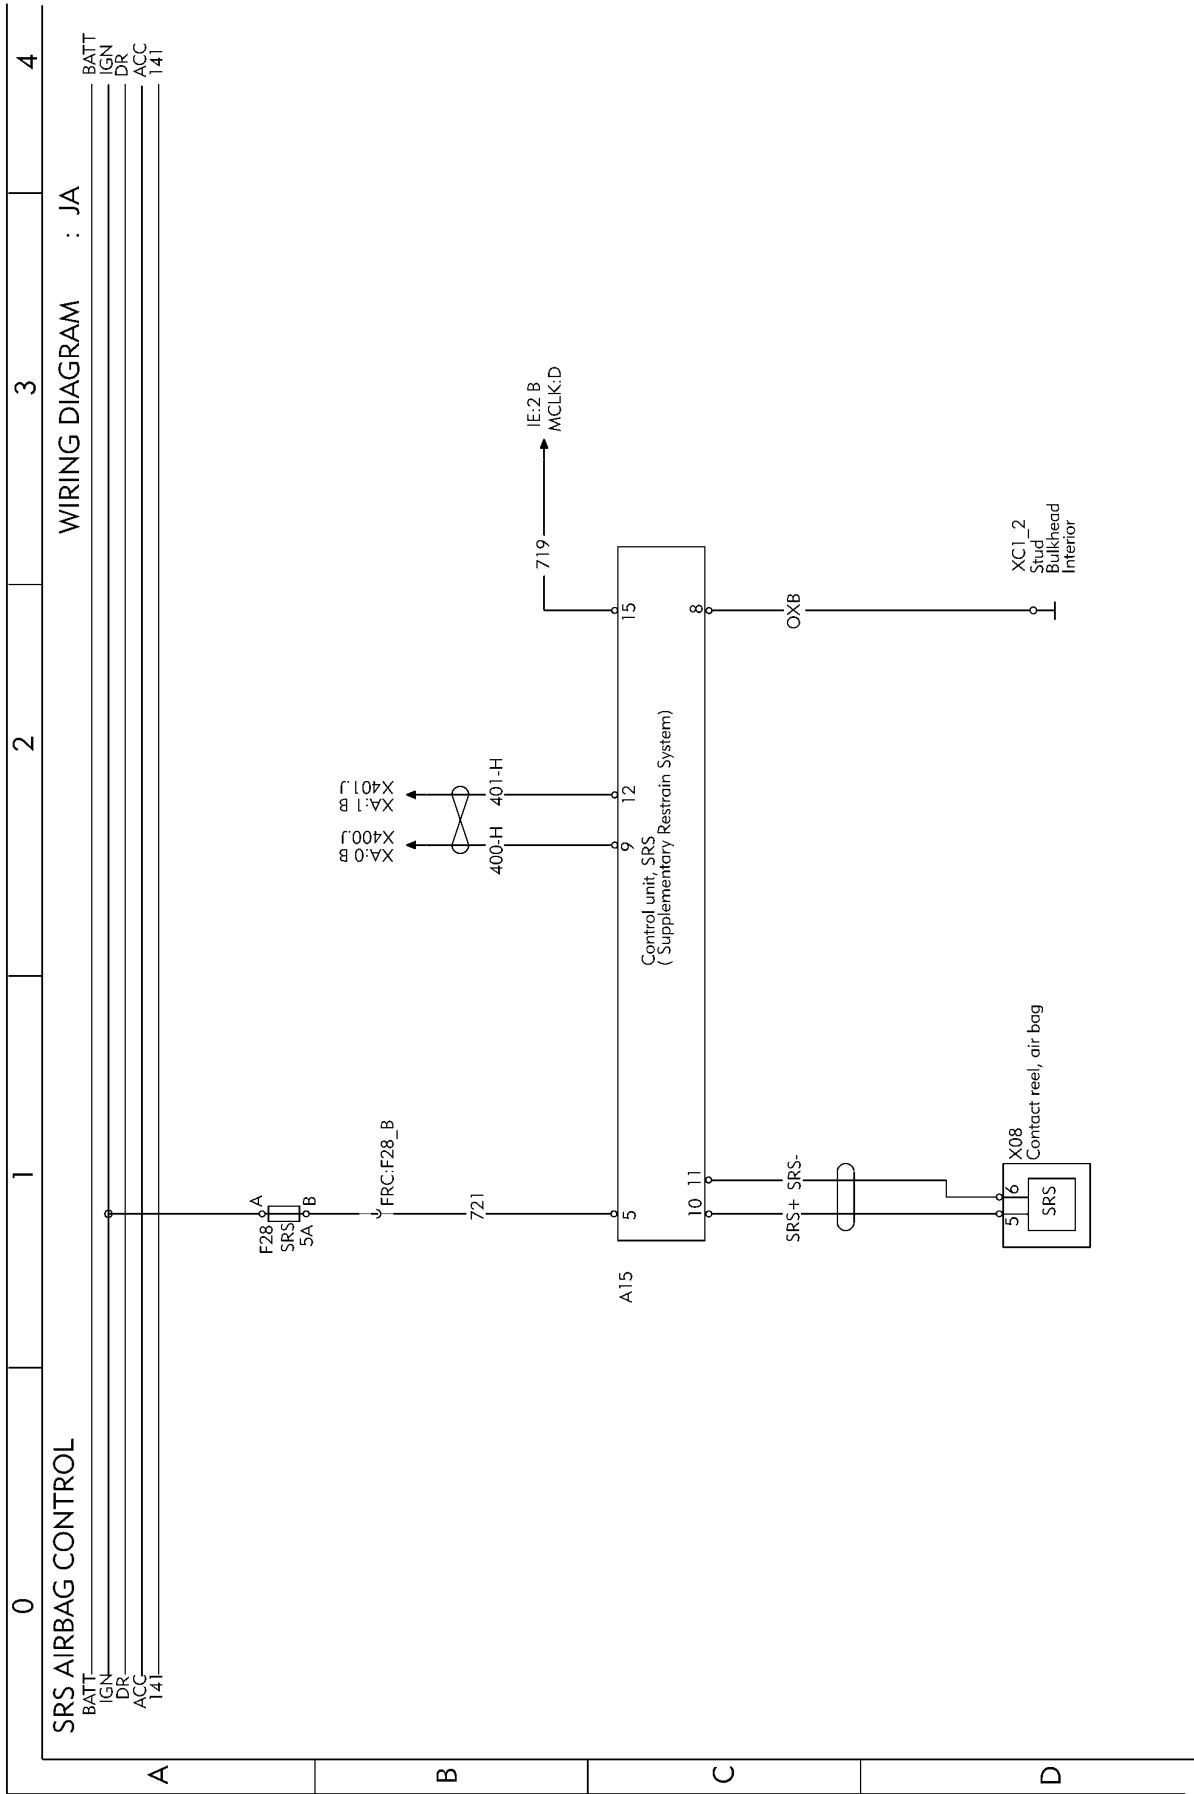 0 1 2 3 4
SRS AIRBAG CONTROL WIRING DIAGRAM : JA
BATT BATT
IGN IGN
DR DR
ACC ACC
141 141
A
F28 A
SRS
5A B
B
FRC:F28_B
721
XA:0 B
X400.J
XA:1 B
X401.J
400-H 401-H
IE:2 B
MCLK:D
719
C
A15
5 9 12 15
Control unit, SRS
( Supplementary Restrain System)
10 11 8
SRS+ SRS- OXB
D
X08
Contact reel, air bag
5 6
SRS
XC1_2
Stud
Bulkhead
Interior